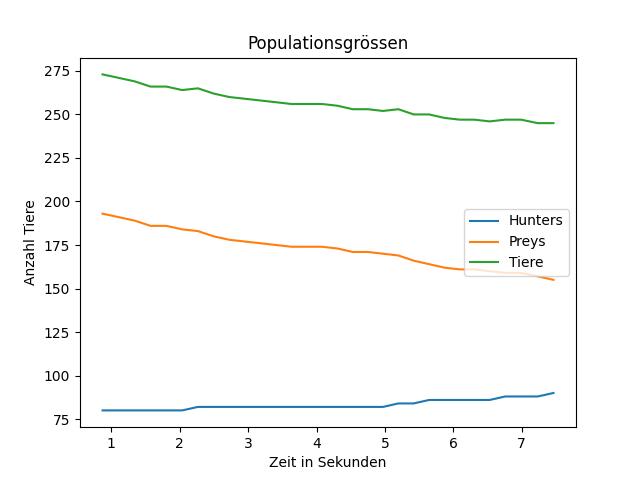 Populationsgrössen
275
250
225
200
175
150
125
100
75
Anzahl Tiere
Hunters
Preys
Tiere
1 2 3 4 5 6 7
Zeit in Sekunden